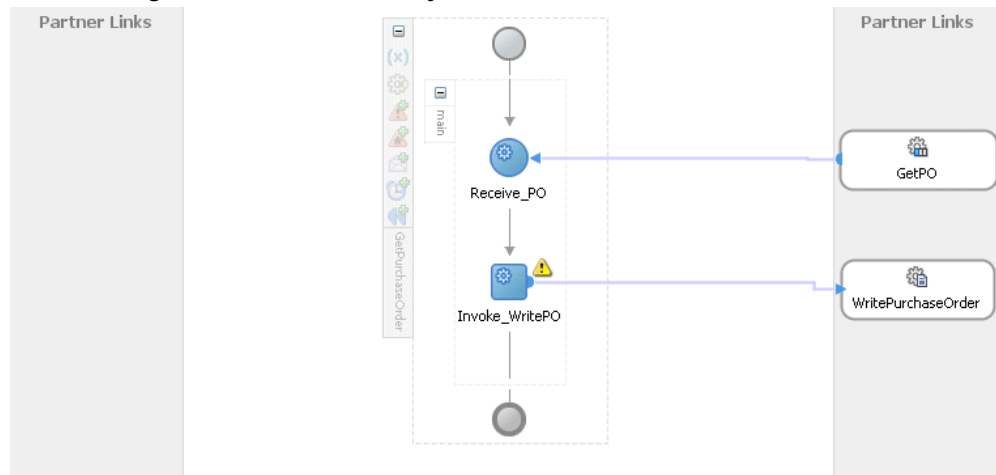 Partner Links
Partner Links
(x)
main
GetPO
Receive_PO
GetPurchaseOrder
WritePurchaseOrder
Invoke_WritePO